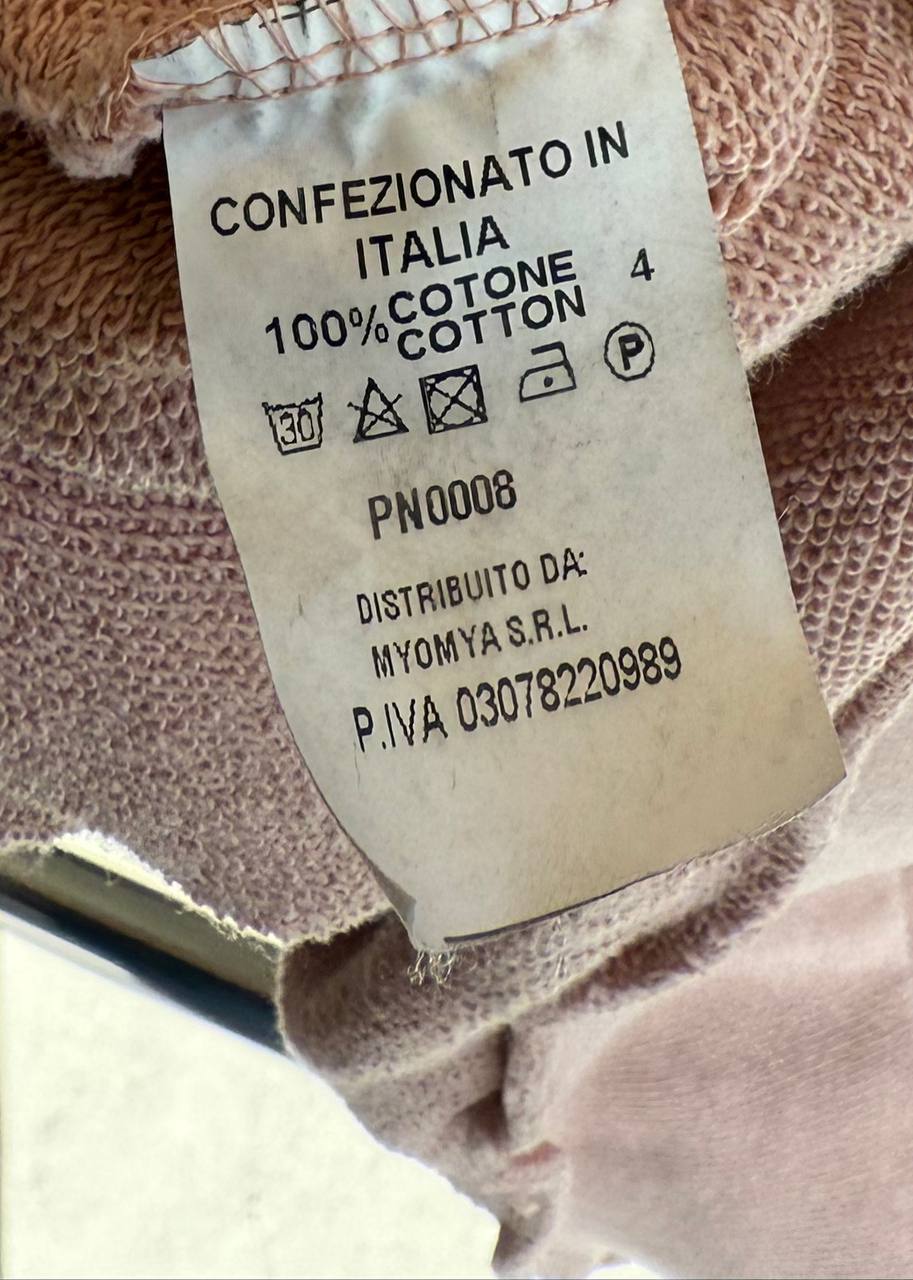 CONFEZIONATO IN
ITALIA
100% COTONE 4
COTTON
30 P
PN0008
DISTRIBUITO DA:
MYOMYA S.R.L.
P.IVA 03078220989